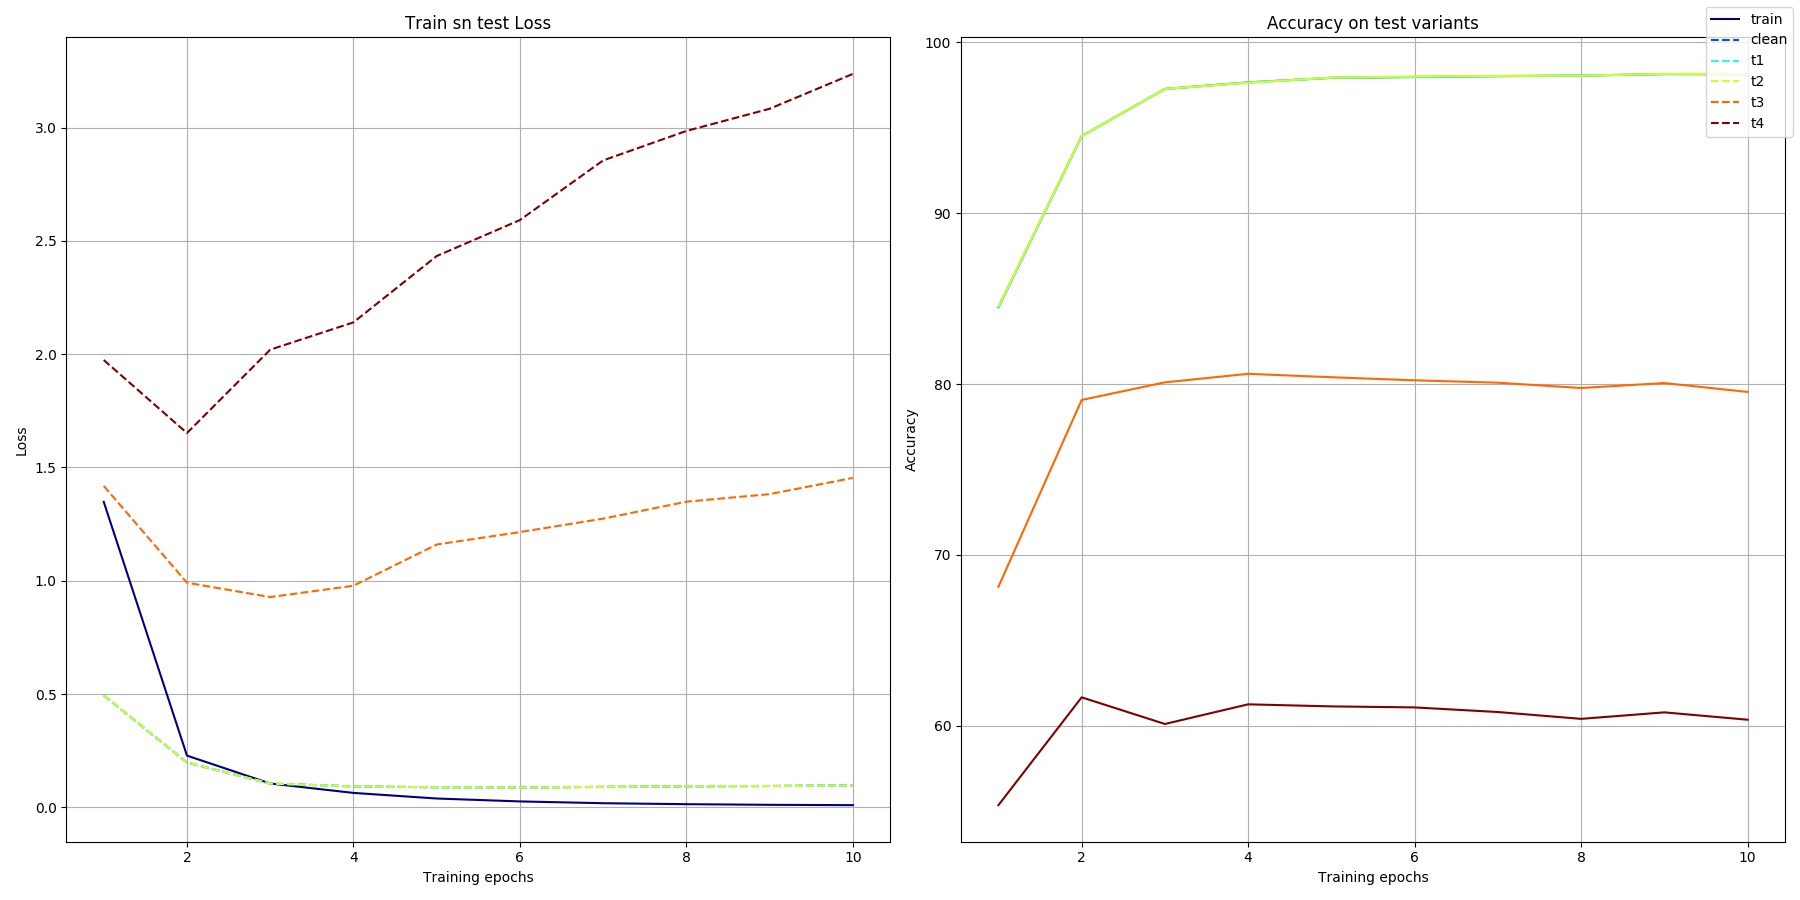 Train sn test Loss
3.0
2.5
2.0
1.5
1.0
0.5
0.0
2 4 6 8 10
Training epochs
Loss
Accuracy on test variants
100
90
80
70
60
2 4 6 8 10
Training epochs
Accuracy
train
clean
t1
t2
t3
t4